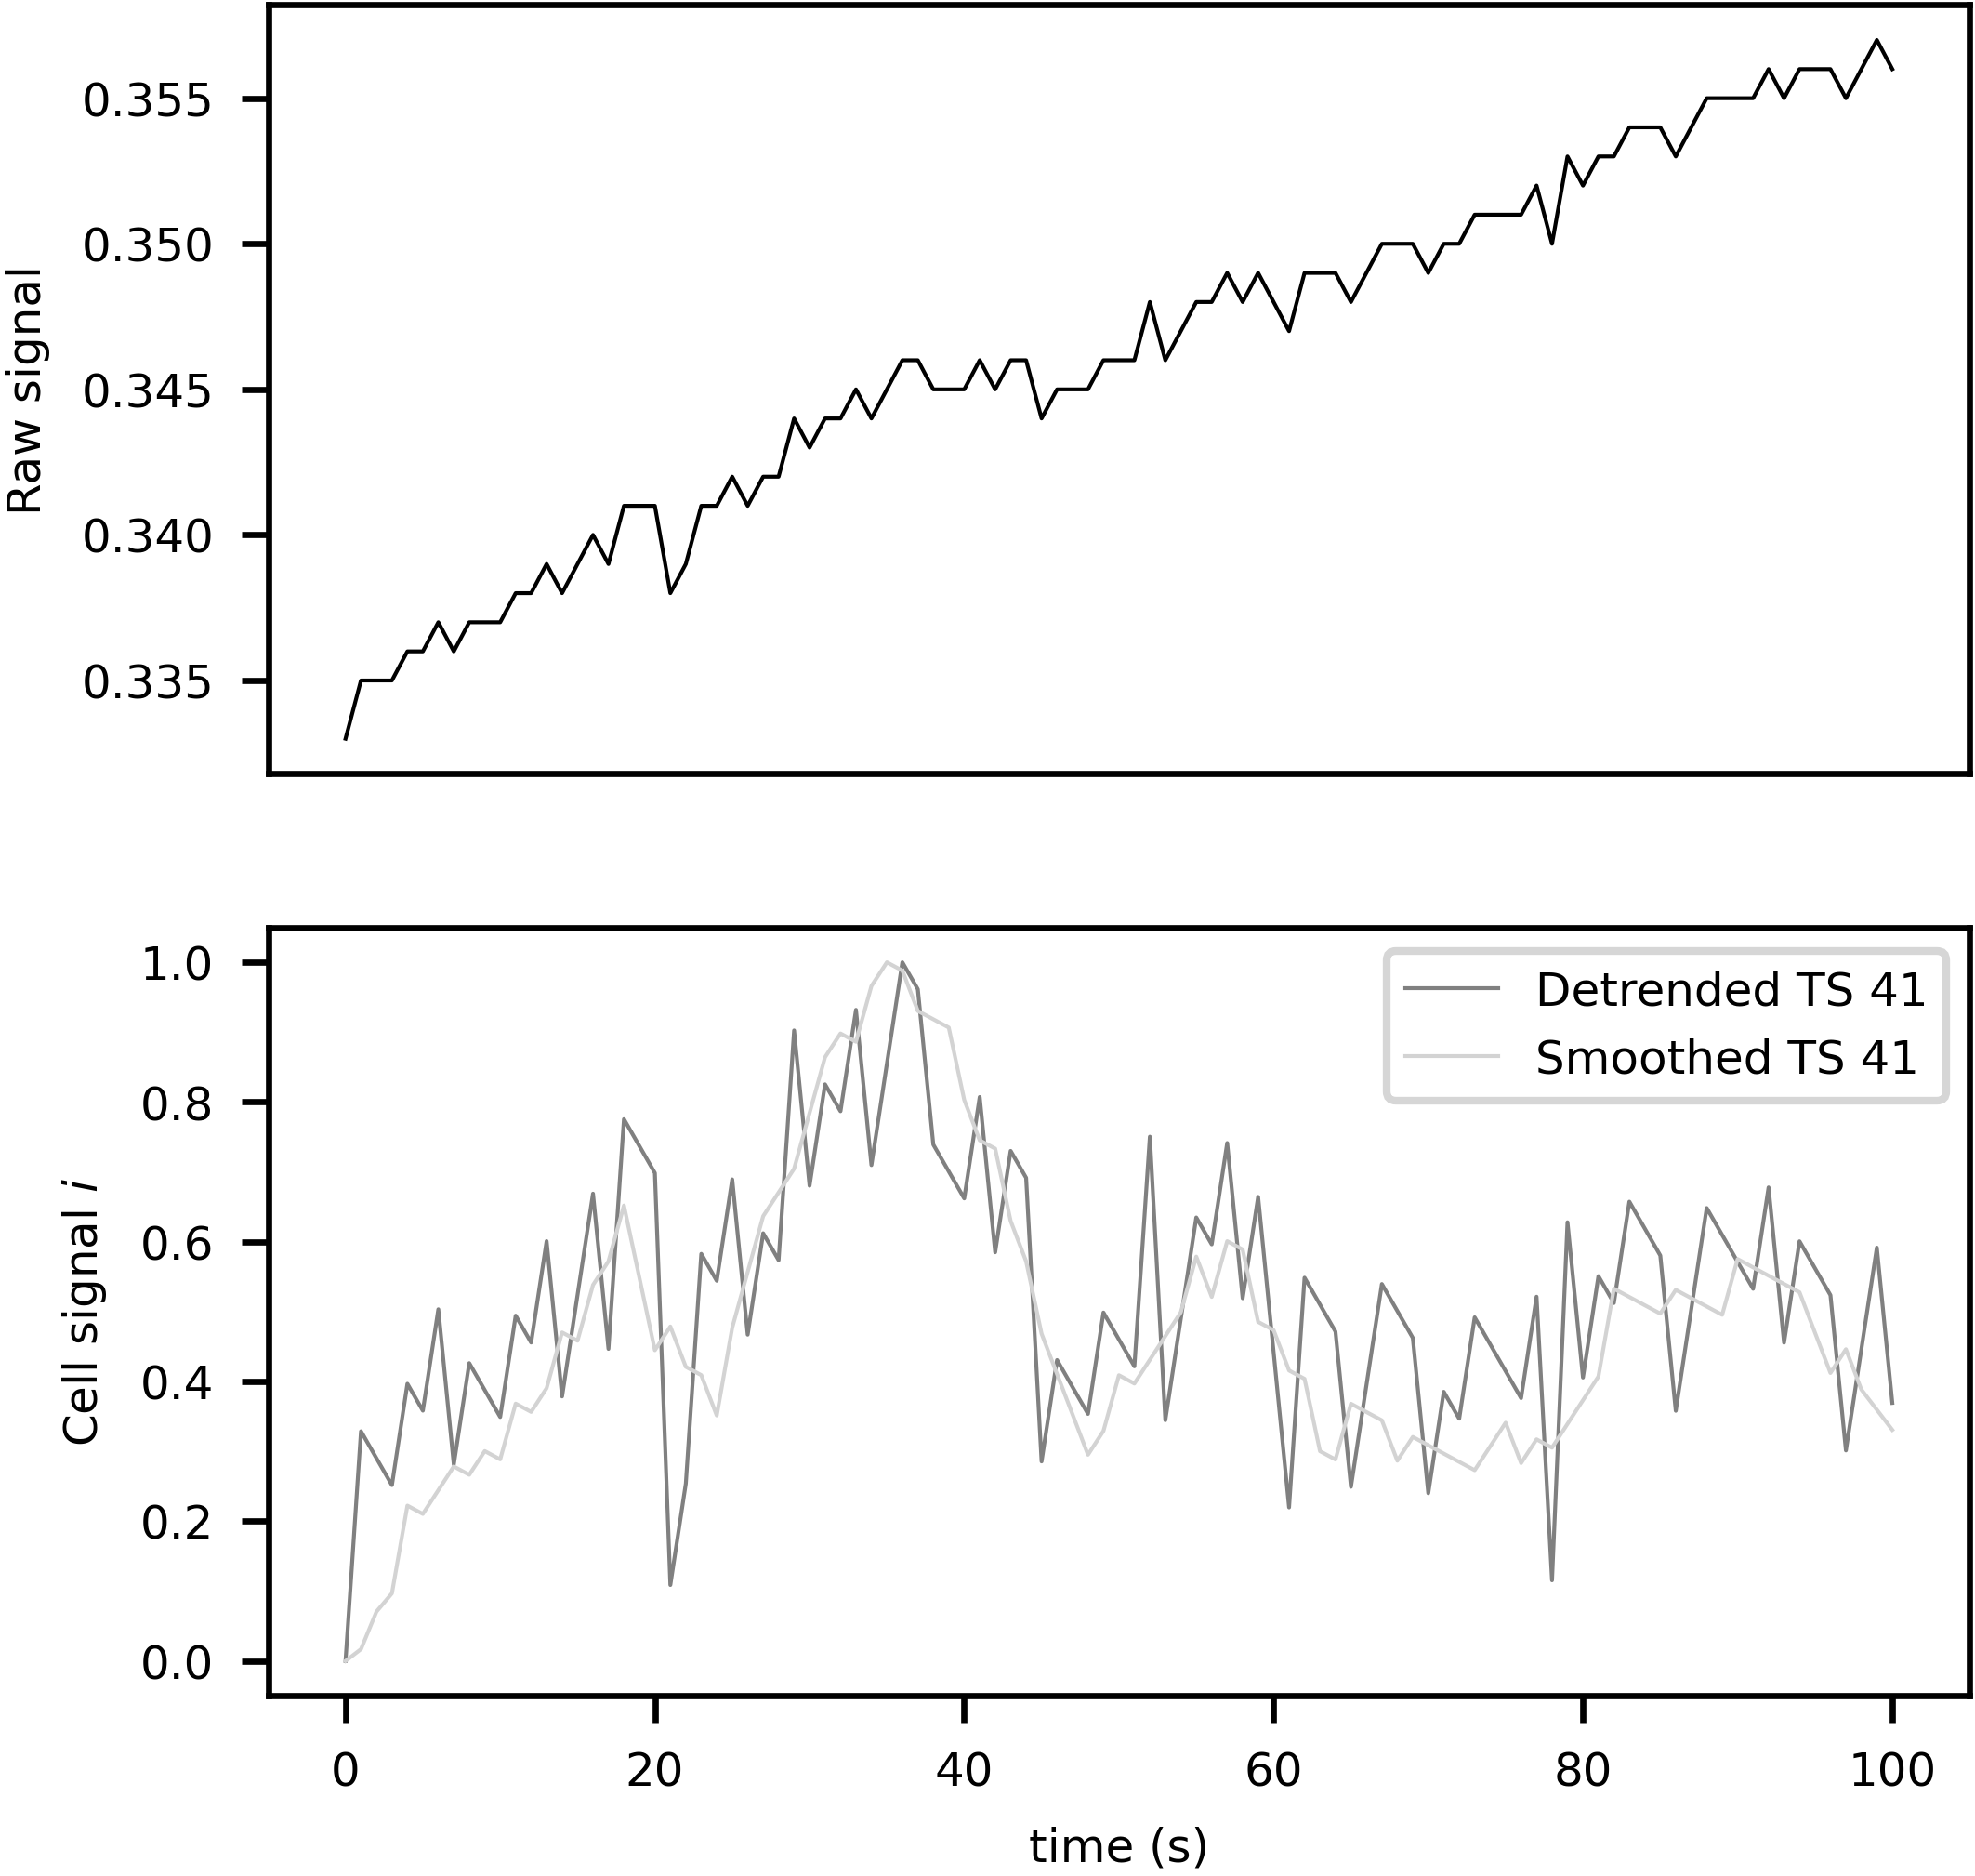 Raw signal
0.355
0.350
0.345
0.340
0.335
Cell signal i
1.0
0.8
0.6
0.4
0.2
0.0
Detrended TS 41
Smoothed TS 41
0 20 40 60 80 100
time (s)